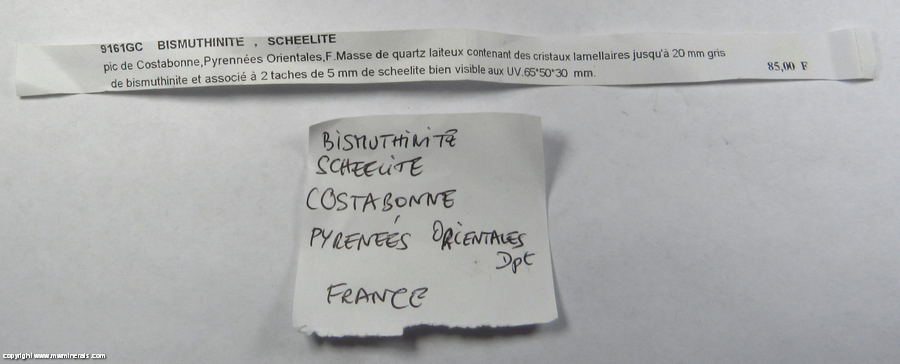 9161GC BISMUTHINITE , SCHEELITE
pic de Costabonne,Pyrennées Orientales,F.Masse de quartz laiteux contenant des cristaux lamellaires jusqu'à 20 mm gris
de bismuthinite et associé à 2 taches de 5 mm de scheelite bien visible aux UV.65*50*30 mm.
85,00 F
BISMUTHINITE
SCHEELITE
COSTABONNE
PYRENÉES ORIENTALES
Dpt
FRANCE
copyright www.mwminerals.com